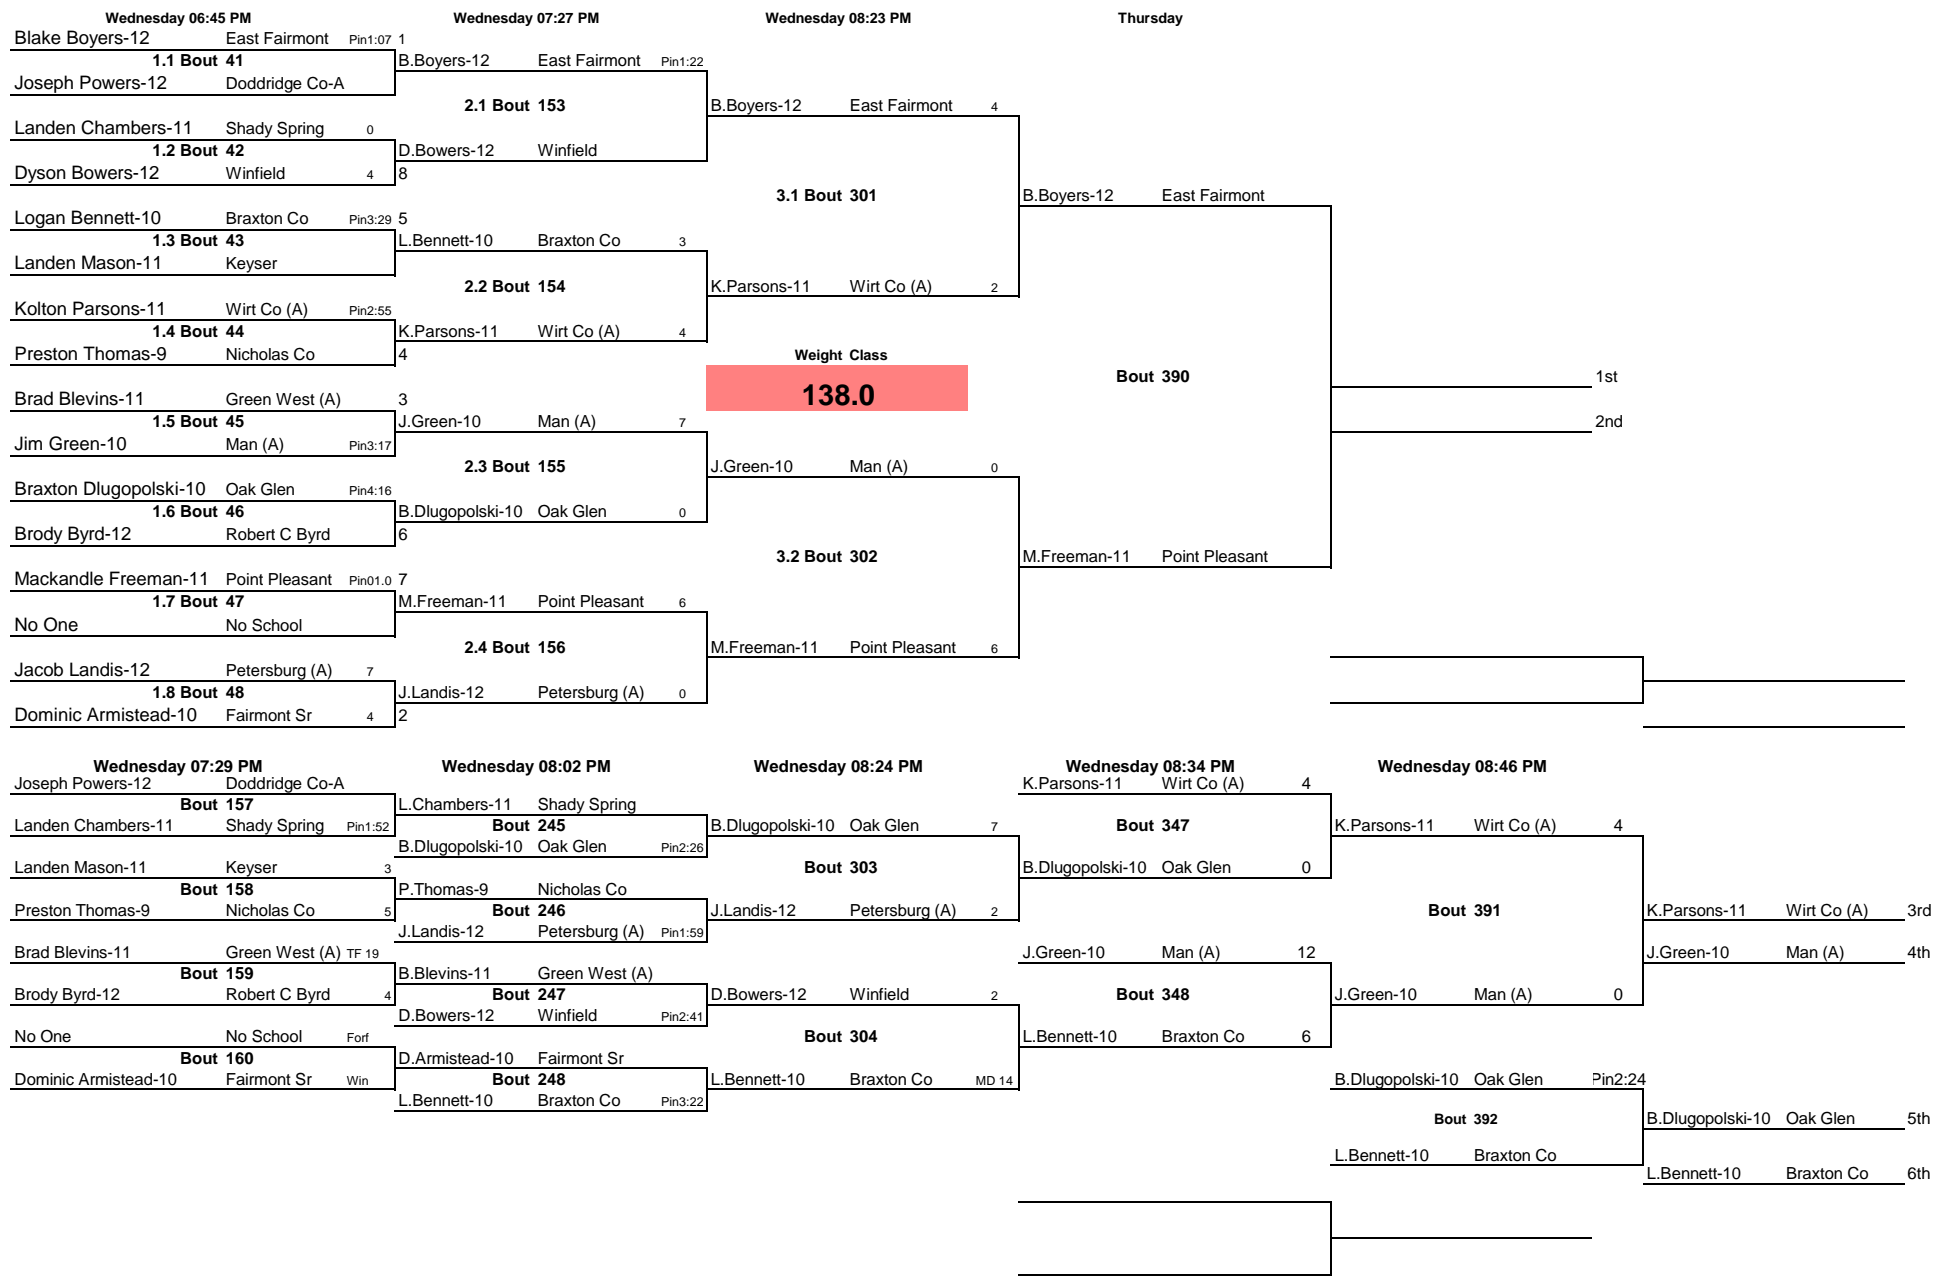 Wednesday 06:45 PM Wednesday 07:27 PM Wednesday 08:23 PM Thursday
Blake Boyers-12 East Fairmont Pin1:07 1
1.1 Bout 41 B.Boyers-12 East Fairmont Pin1:22
Joseph Powers-12 Doddridge Co-A
2.1 Bout 153 B.Boyers-12 East Fairmont 4
Landen Chambers-11 Shady Spring 0
1.2 Bout 42 D.Bowers-12 Winfield
Dyson Bowers-12 Winfield 4 8
3.1 Bout 301 B.Boyers-12 East Fairmont
Logan Bennett-10 Braxton Co Pin3:29 5
1.3 Bout 43 L.Bennett-10 Braxton Co 3
Landen Mason-11 Keyser
2.2 Bout 154 K.Parsons-11 Wirt Co (A) 2
Kolton Parsons-11 Wirt Co (A) Pin2:55
1.4 Bout 44 K.Parsons-11 Wirt Co (A) 4
Preston Thomas-9 Nicholas Co 4 Weight Class
Bout 390 1st
138.0
Brad Blevins-11 Green West (A) 3
1.5 Bout 45 J.Green-10 Man (A) 7 2nd
Jim Green-10 Man (A) Pin3:17
2.3 Bout 155 J.Green-10 Man (A) 0
Braxton Dlugopolski-10 Oak Glen Pin4:16
1.6 Bout 46 B.Dlugopolski-10 Oak Glen 0
Brody Byrd-12 Robert C Byrd 6
3.2 Bout 302 M.Freeman-11 Point Pleasant
Mackandle Freeman-11 Point Pleasant Pin01.0 7
1.7 Bout 47 M.Freeman-11 Point Pleasant 6
No One No School
2.4 Bout 156 M.Freeman-11 Point Pleasant 6
Jacob Landis-12 Petersburg (A) 7
1.8 Bout 48 J.Landis-12 Petersburg (A) 0
Dominic Armistead-10 Fairmont Sr 4 2
Wednesday 07:29 PM Wednesday 08:02 PM Wednesday 08:24 PM Wednesday 08:34 PM Wednesday 08:46 PM
Joseph Powers-12 Doddridge Co-A K.Parsons-11 Wirt Co (A) 4
Bout 157 L.Chambers-11 Shady Spring
Landen Chambers-11 Shady Spring Pin1:52 Bout 245 B.Dlugopolski-10 Oak Glen 7 Bout 347 K.Parsons-11 Wirt Co (A) 4
B.Dlugopolski-10 Oak Glen Pin2:26
Landen Mason-11 Keyser 3 Bout 303 B.Dlugopolski-10 Oak Glen 0
Bout 158 P.Thomas-9 Nicholas Co
Preston Thomas-9 Nicholas Co 5 Bout 246 J.Landis-12 Petersburg (A) 2 Bout 391 K.Parsons-11 Wirt Co (A) 3rd
J.Landis-12 Petersburg (A) Pin1:59
Brad Blevins-11 Green West (A) TF 19 J.Green-10 Man (A) 12 J.Green-10 Man (A) 4th
Bout 159 B.Blevins-11 Green West (A)
Brody Byrd-12 Robert C Byrd 4 Bout 247 D.Bowers-12 Winfield 2 Bout 348 J.Green-10 Man (A) 0
D.Bowers-12 Winfield Pin2:41
No One No School Forf Bout 304 L.Bennett-10 Braxton Co 6
Bout 160 D.Armistead-10 Fairmont Sr
Dominic Armistead-10 Fairmont Sr Win Bout 248 L.Bennett-10 Braxton Co MD 14 B.Dlugopolski-10 Oak Glen Pin2:24
L.Bennett-10 Braxton Co Pin3:22
Bout 392 B.Dlugopolski-10 Oak Glen 5th
L.Bennett-10 Braxton Co
L.Bennett-10 Braxton Co 6th